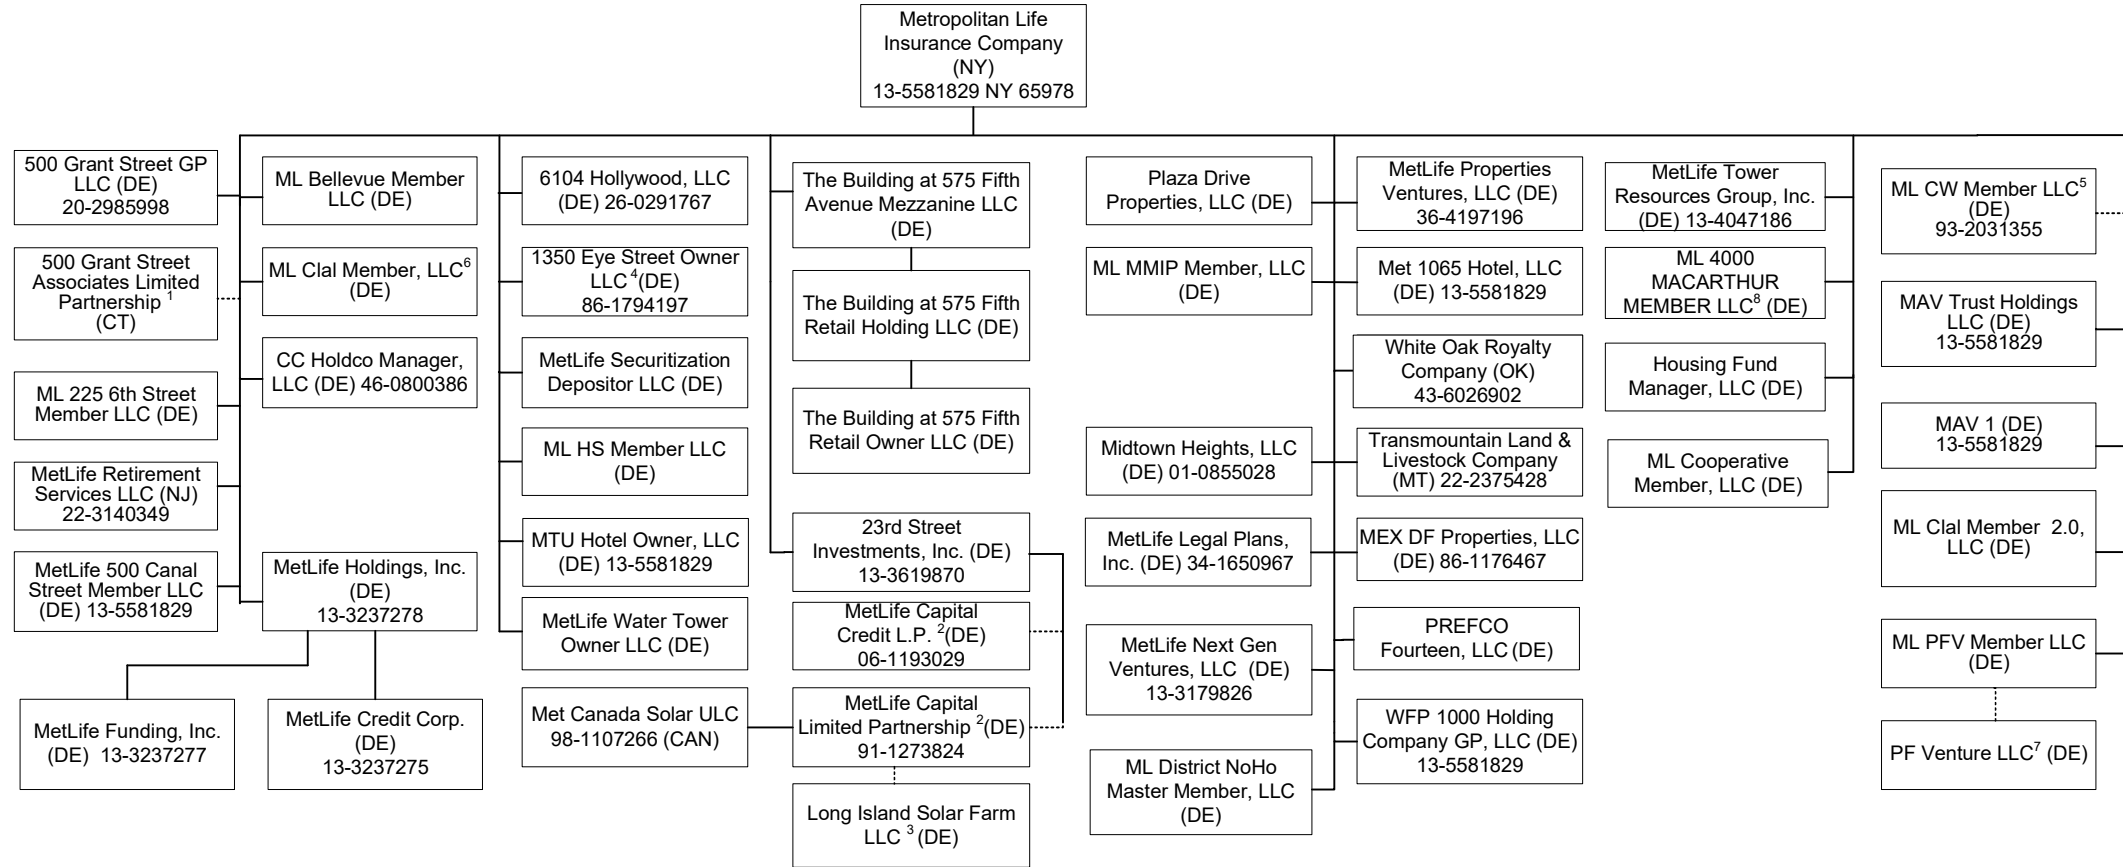 Metropolitan Life
Insurance Company
(NY)
13-5581829 NY 65978
500 Grant Street GP
LLC (DE)
20-2985998
500 Grant Street
Associates Limited
Partnership 1
(CT)
ML 225 6th Street
Member LLC (DE)
MetLife Retirement
Services LLC (NJ)
22-3140349
MetLife 500 Canal
Street Member LLC
(DE) 13-5581829
ML Bellevue Member
LLC (DE)
ML Clal Member, LLC6
(DE)
CC Holdco Manager,
LLC (DE) 46-0800386
MetLife Holdings, Inc.
(DE)
13-3237278
MetLife Funding, Inc.
(DE) 13-3237277
MetLife Credit Corp.
(DE)
13-3237275
6104 Hollywood, LLC
(DE) 26-0291767
1350 Eye Street Owner
LLC 4(DE)
86-1794197
MetLife Securitization
Depositor LLC (DE)
ML HS Member LLC
(DE)
MTU Hotel Owner, LLC
(DE) 13-5581829
MetLife Water Tower
Owner LLC (DE)
Met Canada Solar ULC
98-1107266 (CAN)
The Building at 575 Fifth
Avenue Mezzanine LLC
(DE)
The Building at 575 Fifth
Retail Holding LLC (DE)
The Building at 575 Fifth
Retail Owner LLC (DE)
23rd Street
Investments, Inc. (DE)
13-3619870
MetLife Capital
Credit L.P. 2(DE)
06-1193029
MetLife Capital
Limited Partnership 2(DE)
91-1273824
Long Island Solar Farm
LLC 3 (DE)
Plaza Drive
Properties, LLC (DE)
ML MMIP Member, LLC
(DE)
Midtown Heights, LLC
(DE) 01-0855028
MetLife Legal Plans,
Inc. (DE) 34-1650967
MetLife Next Gen
Ventures, LLC (DE)
13-3179826
ML District NoHo
Master Member, LLC
(DE)
MetLife Properties
Ventures, LLC (DE)
36-4197196
Met 1065 Hotel, LLC
(DE) 13-5581829
White Oak Royalty
Company (OK)
43-6026902
Transmountain Land &
Livestock Company
(MT) 22-2375428
MEX DF Properties, LLC
(DE) 86-1176467
PREFCO
Fourteen, LLC (DE)
WFP 1000 Holding
Company GP, LLC (DE)
13-5581829
MetLife Tower
Resources Group, Inc.
(DE) 13-4047186
ML 4000
MACARTHUR
MEMBER LLC8 (DE)
Housing Fund
Manager, LLC (DE)
ML Cooperative
Member, LLC (DE)
ML CW Member LLC5
(DE)
93-2031355
MAV Trust Holdings
LLC (DE)
13-5581829
MAV 1 (DE)
13-5581829
ML Clal Member 2.0,
LLC (DE)
ML PFV Member LLC
(DE)
PF Venture LLC7 (DE)